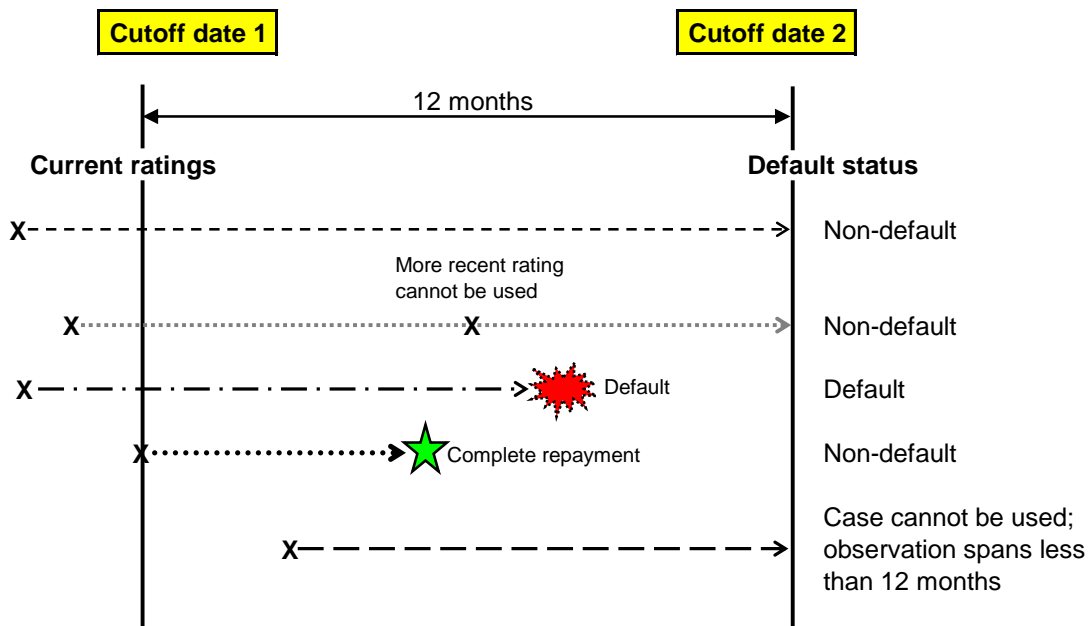 Cutoff date 1
Cutoff date 2
12 months
Current ratings
Default status
X
Non-default
More recent rating
cannot be used
X
X
Non-default
X
Default
Default
X
Complete repayment
Non-default
X
Case cannot be used;
observation spans less
than 12 months